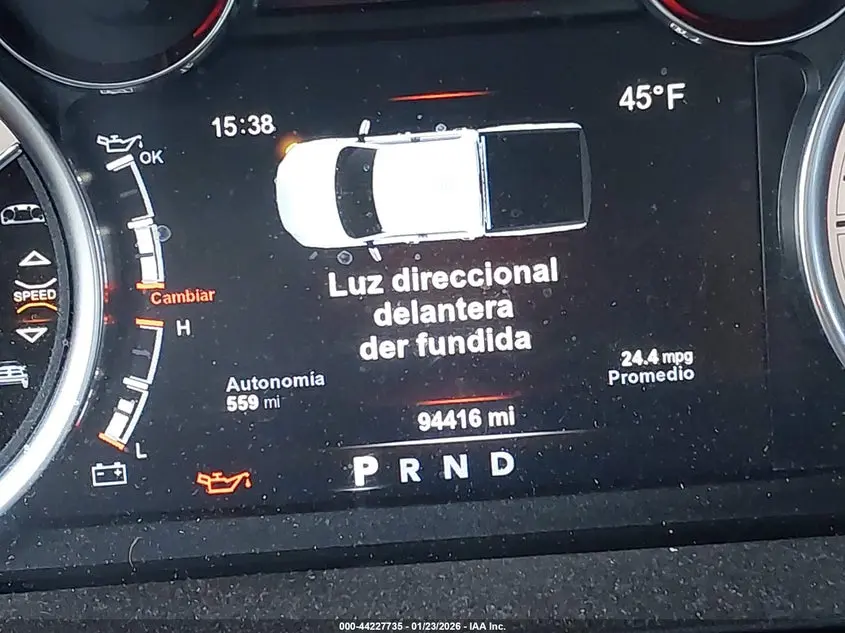 45°F
15:38
OK
SPEED
Cambiar
H
Luz direccional
delantera
der fundida
24.4 mpg
Promedio
Autonomía
559 mi
94416 mi
L
P R N D
000-44227735 - 01/23/2026 - IAA Inc.